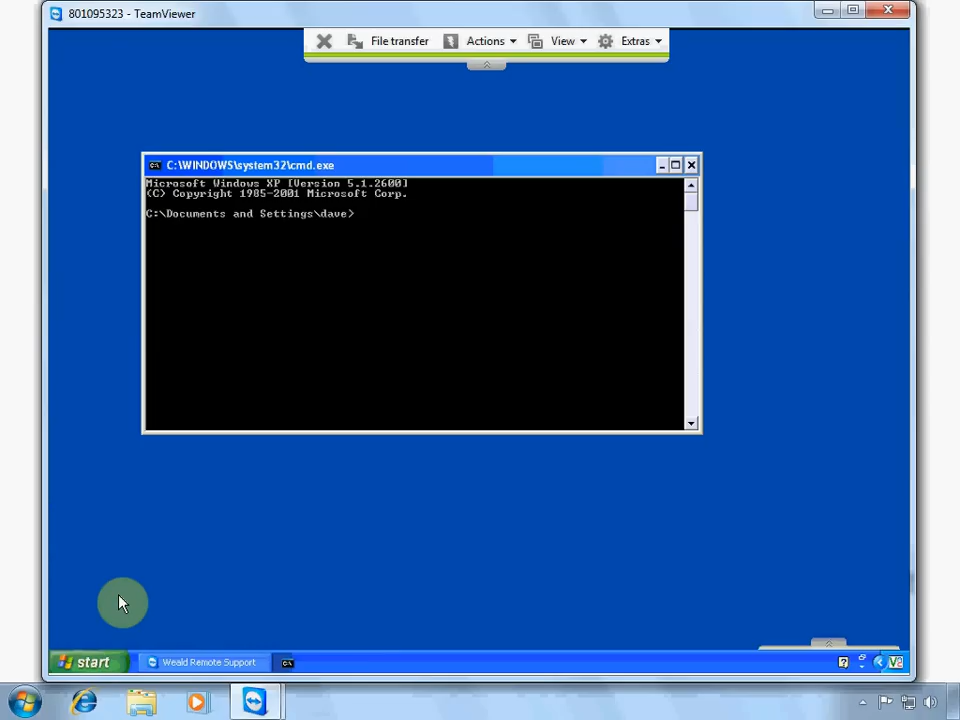 801095323 - TeamViewer
File transfer
Actions
View
Extras
C:\WINDOWS\system32\cmd.exe
Microsoft Windows XP [Version 5.1.2600]
(C) Copyright 1985-2001 Microsoft Corp.
C:\Documents and Settings\dave>
start
Weald Remote Support